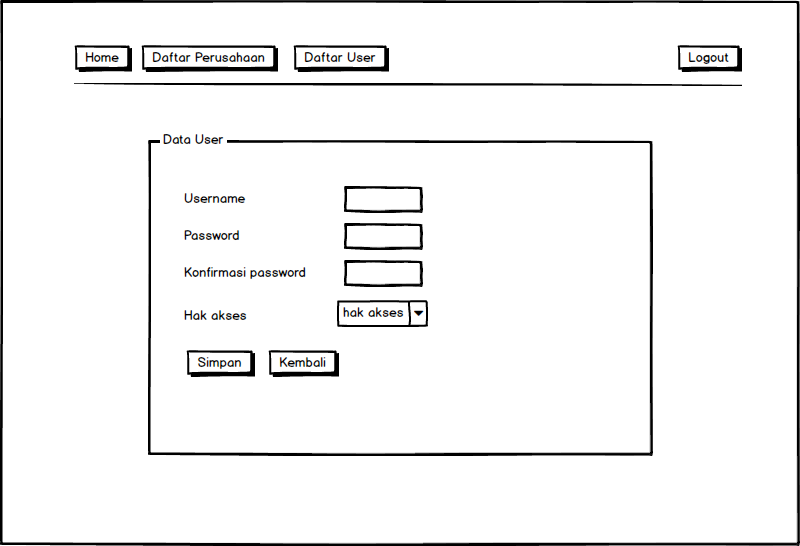 Home Daftar Perusahaan Daftar User Logout
Data User
Username
Password
Konfirmasi password
Hak akses hak akses
Simpan Kembali